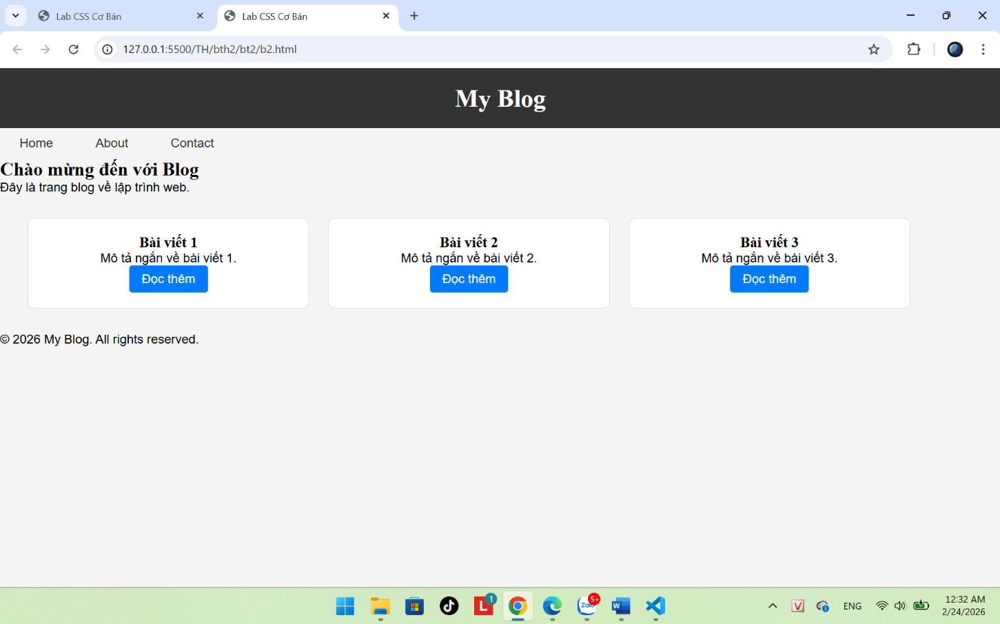 Lab CSS Cơ Bản
Lab CSS Cơ Bản
127.0.0.1:5500/TH/bth2/bt2/b2.html
My Blog
Home About Contact
Chào mừng đến với Blog
Đây là trang blog về lập trình web.
Bài viết 1
Mô tả ngắn về bài viết 1.
Đọc thêm
Bài viết 2
Mô tả ngắn về bài viết 2.
Đọc thêm
Bài viết 3
Mô tả ngắn về bài viết 3.
Đọc thêm
© 2026 My Blog. All rights reserved.
L 1
Zalo 5+
W
V
ENG
12:32 AM
2/24/2026